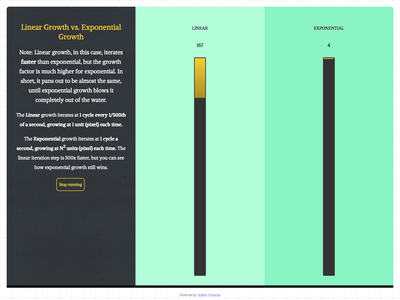 Linear Growth vs. Exponential
Growth
Note: Linear growth, in this case, iterates
faster than exponential, but the growth
factor is much higher for exponential. In
short, it pans out to be almost the same,
until exponential growth blows it
completely out of the water.
The Linear growth iterates at 1 cycle every 1/500th
of a second, growing at 1 unit (pixel) each time.
The Exponential growth iterates at 1 cycle a
second, growing at N² units (pixel) each time. The
linear iteration step is 500x faster, but you can see
how exponential growth still wins.
Stop running
LINEAR
167
EXPONENTIAL
4